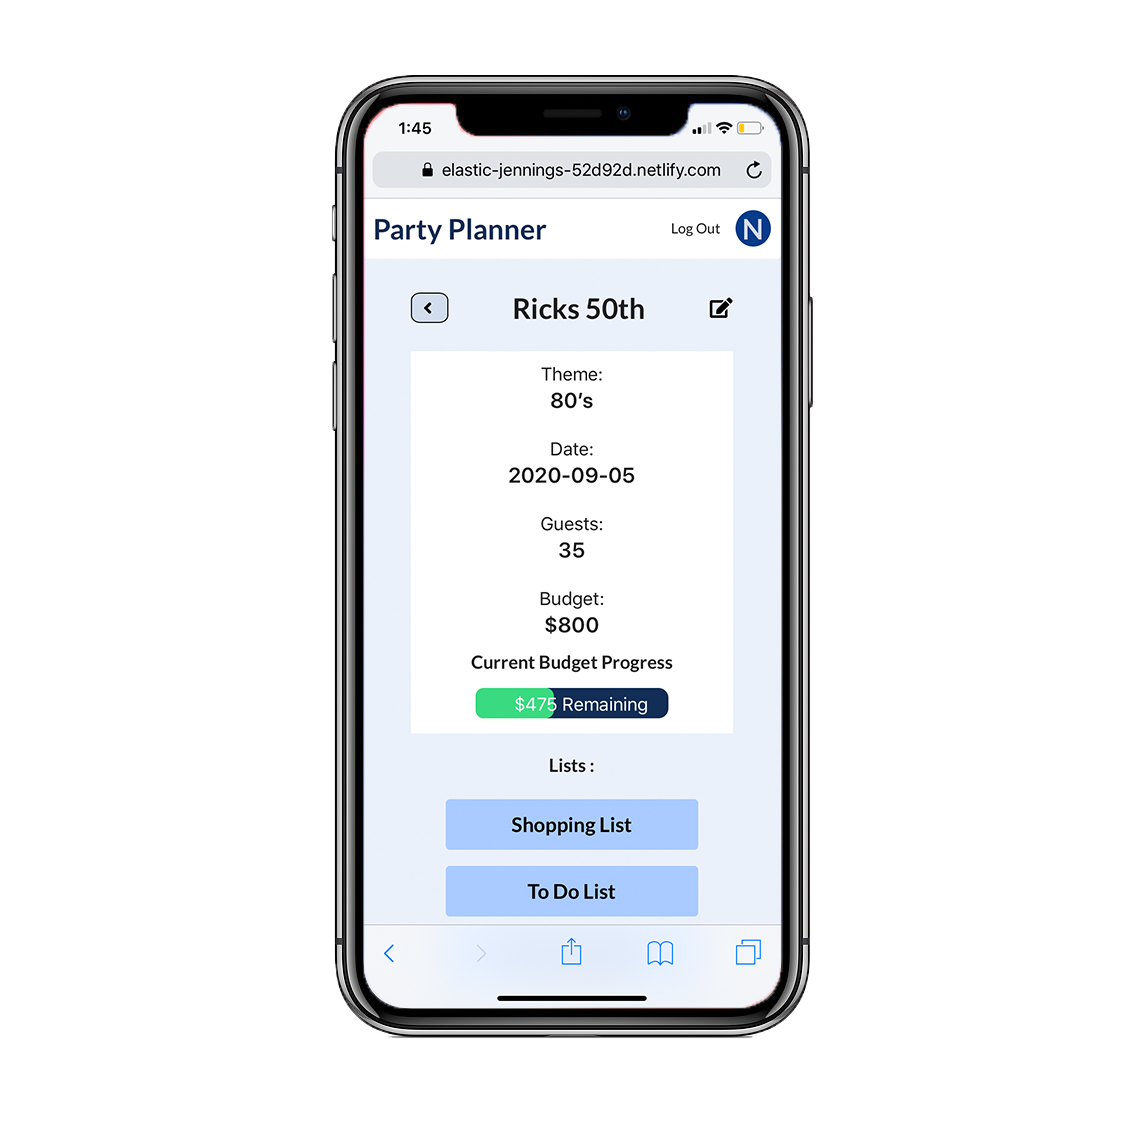 1:45
elastic-jennings-52d92d.netlify.com
Party Planner
Log Out
N
Ricks 50th
Theme:
80's
Date:
2020-09-05
Guests:
35
Budget:
$800
Current Budget Progress
$475 Remaining
Lists :
Shopping List
To Do List